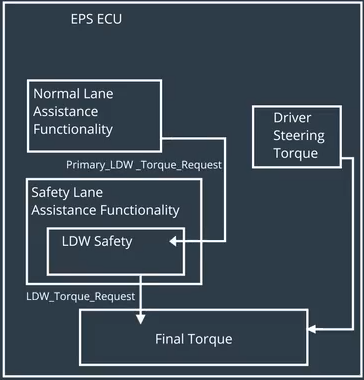 EPS ECU
Normal Lane
Assistance
Functionality
Driver
Steering
Torque
Primary_LDW _Torque_Request
Safety Lane
Assistance Functionality
LDW Safety
LDW_Torque_Request
Final Torque